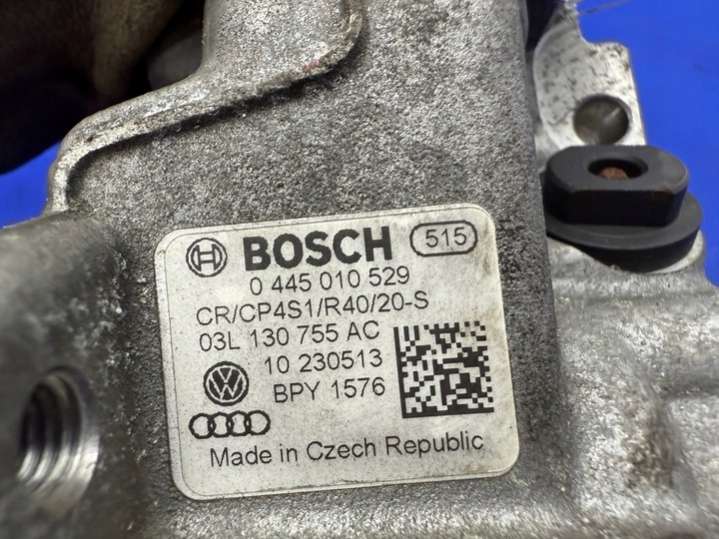 BOSCH 515
0 445 010 529
CR/CP4S1/R40/20-S
03L 130 755 AC
10 230513
BPY 1576
Made in Czech Republic